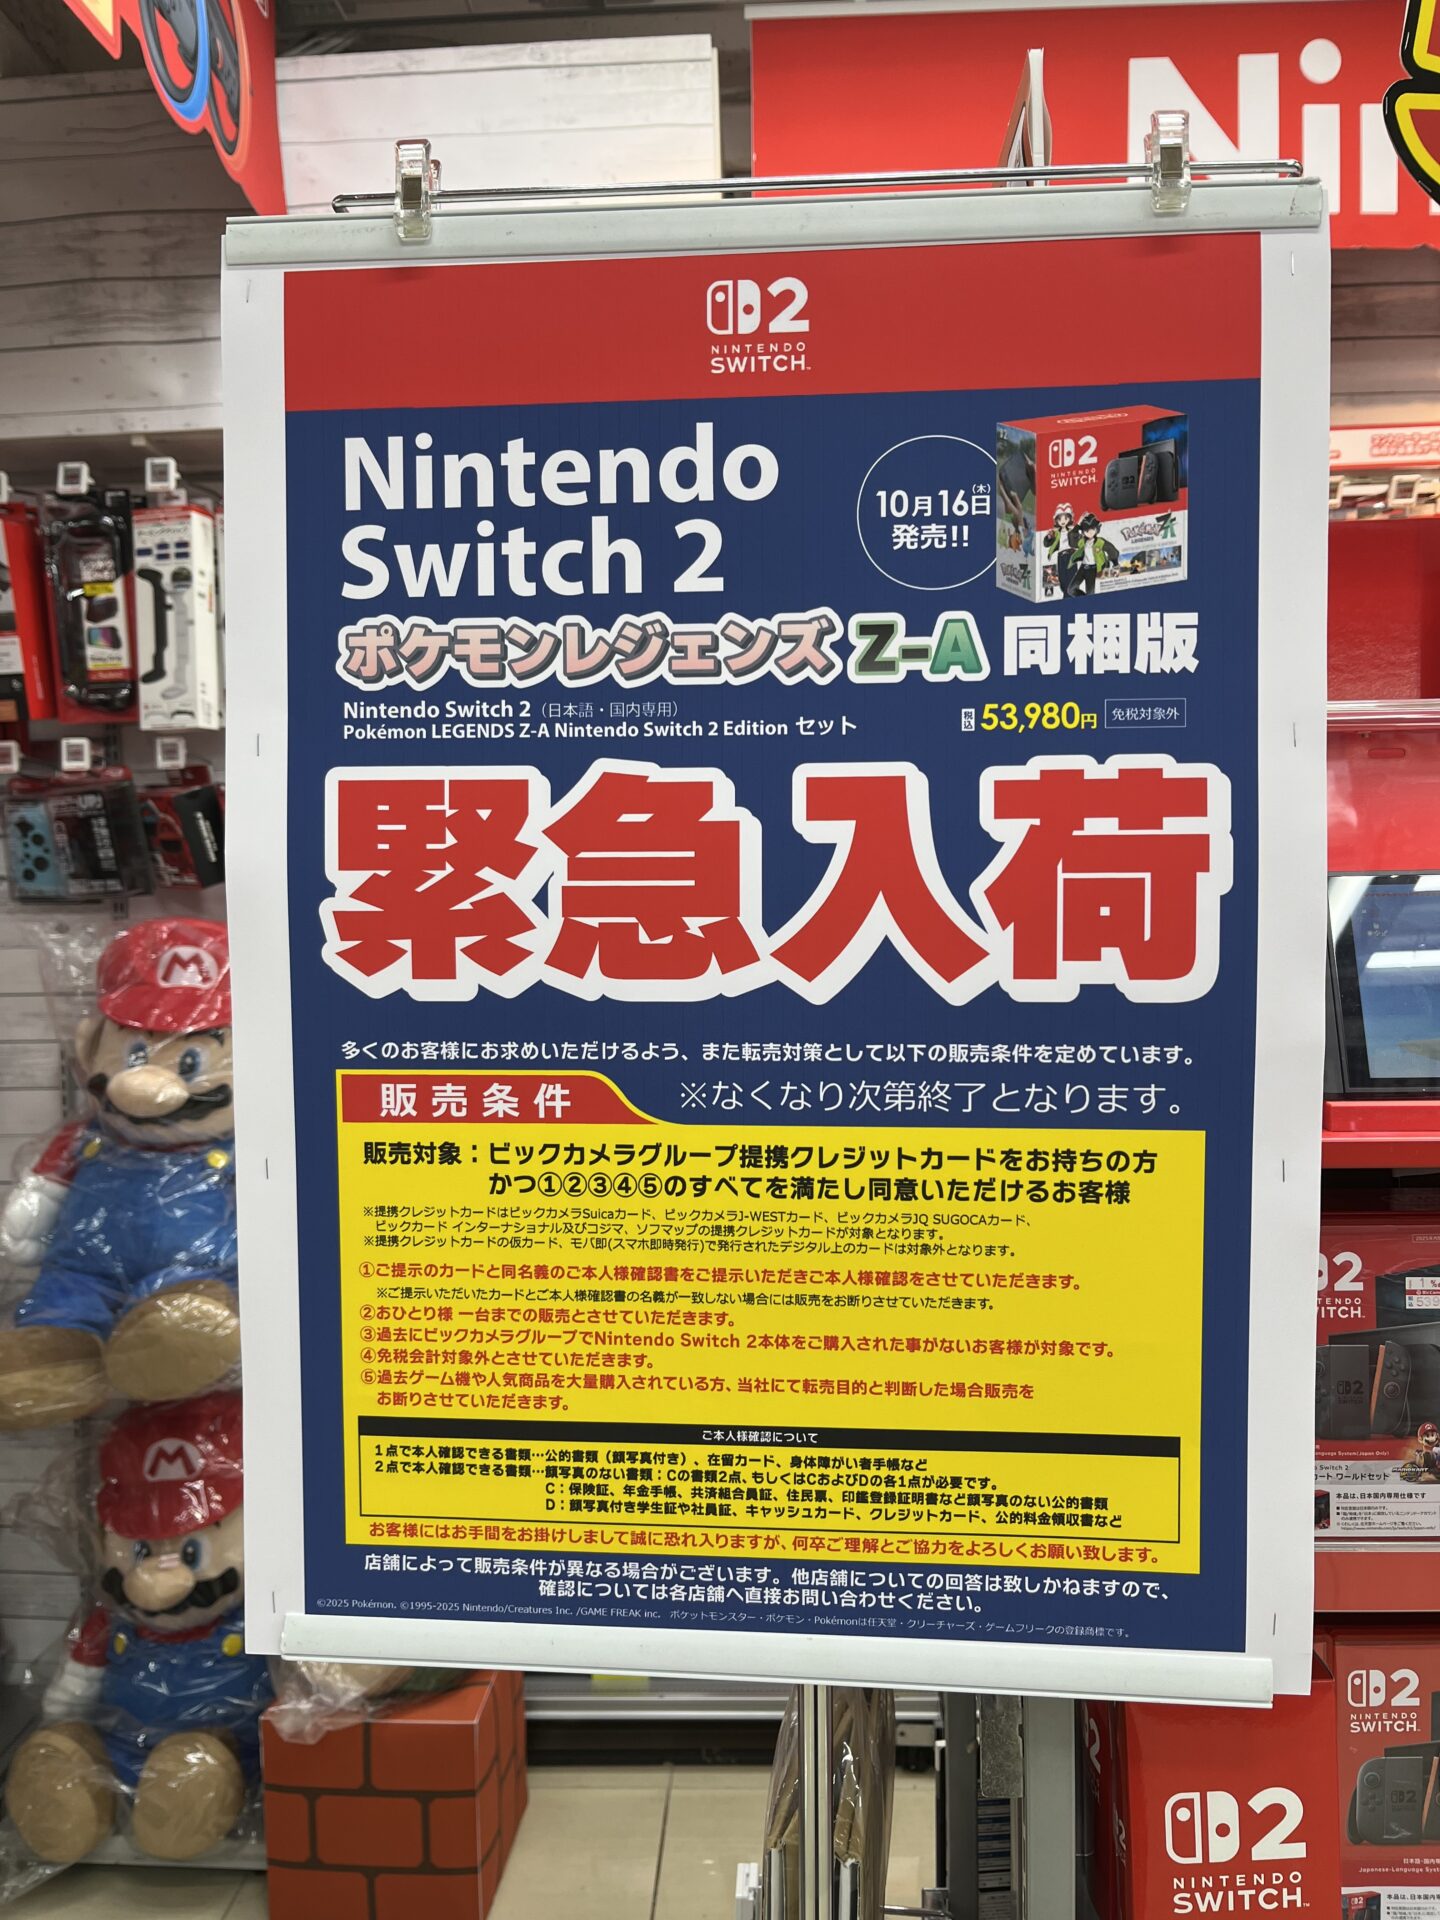 Nin
2
NINTENDO
SWITCH™
Nintendo
Switch 2
10月16日(木)
発売!!
ポケモンレジェンズ Z-A 同梱版
Nintendo Switch 2（日本語・国内専用）
Pokémon LEGENDS Z-A Nintendo Switch 2 Edition セット
税込 53,980円 免税対象外
緊急入荷
多くのお客様にお求めいただけるよう、また転売対策として以下の販売条件を定めています。
販売条件
※なくなり次第終了となります。
販売対象：ビックカメラグループ提携クレジットカードをお持ちの方
かつ①②③④⑤のすべてを満たし同意いただけるお客様
※提携クレジットカードはビックカメラSuicaカード、ビックカメラJ-WESTカード、ビックカメラJQ SUGOCAカード、
ビックカード インターナショナル及びコジマ、ソフマップの提携クレジットカードが対象となります。
※提携クレジットカードの仮カード、モバ即(スマホ即時発行)で発行されたデジタル上のカードは対象外となります。
①ご提示のカードと同名義のご本人様確認書をご提示いただきご本人様確認をさせていただきます。
※ご提示いただいたカードとご本人様確認書の名義が一致しない場合には販売をお断りさせていただきます。
②おひとり様 一台までの販売とさせていただきます。
③過去にビックカメラグループでNintendo Switch 2本体をご購入された事がないお客様が対象です。
④免税会計対象外とさせていただきます。
⑤過去ゲーム機や人気商品を大量購入されている方、当社にて転売目的と判断した場合販売を
お断りさせていただきます。
ご本人様確認について
1点で本人確認できる書類…公的書類（顔写真付き）、在留カード、身体障がい者手帳など
2点で本人確認できる書類…顔写真のない書類：Cの書類2点、もしくはCおよびDの各1点が必要です。
C：保険証、年金手帳、共済組合員証、住民票、印鑑登録証明書など顔写真のない公的書類
D：顔写真付き学生証や社員証、キャッシュカード、クレジットカード、公的料金領収書など
お客様にはお手間をお掛けしまして誠に恐れ入りますが、何卒ご理解とご協力をよろしくお願い致します。
店舗によって販売条件が異なる場合がございます。他店舗についての回答は致しかねますので、
確認については各店舗へ直接お問い合わせください。
©2025 Pokémon. ©1995-2025 Nintendo/Creatures Inc. /GAME FREAK inc. ポケットモンスター・ポケモン・Pokémonは任天堂・クリーチャーズ・ゲームフリークの登録商標です。
2
NINTENDO
SWITCH™
2
NINTENDO
SWITCH
本品は、日本国内専用仕様です